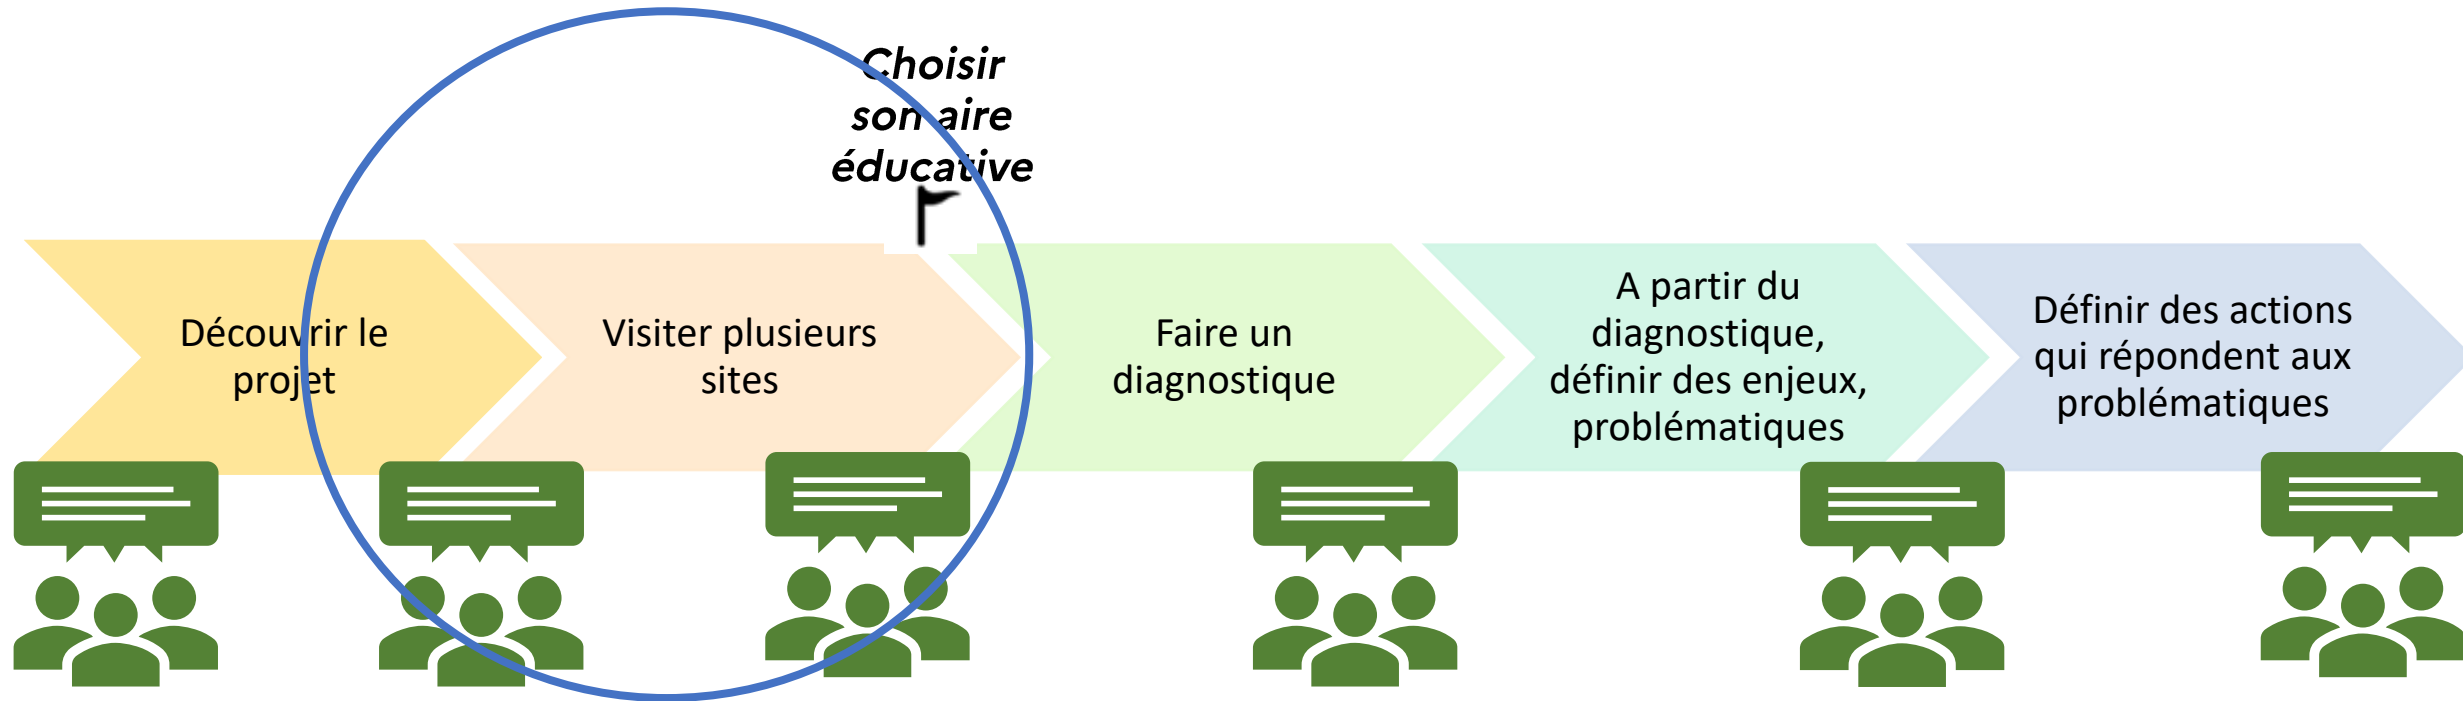 Choisir
son aire
éducative
Découvrir le
projet
Visiter plusieurs
sites
Faire un
diagnostique
A partir du
diagnostique,
définir des enjeux,
problématiques
Définir des actions
qui répondent aux
problématiques